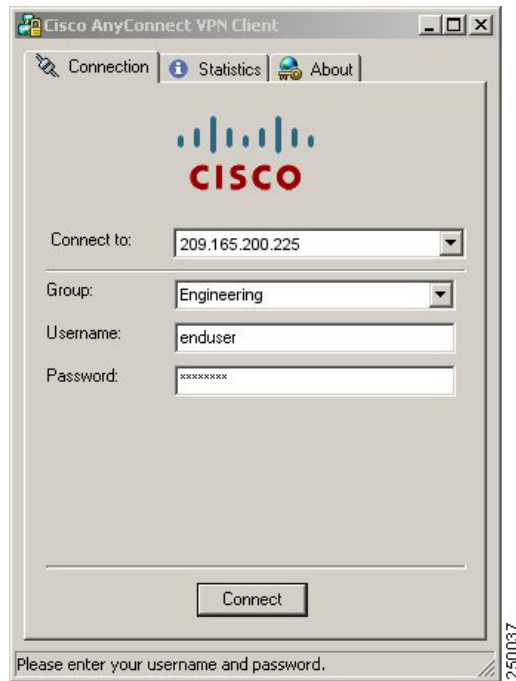 Cisco AnyConnect VPN Client
Connection Statistics About
CISCO
Connect to: 209.165.200.225
Group: Engineering
Username: enduser
Password: ××××××××
Connect
Please enter your username and password.
250037